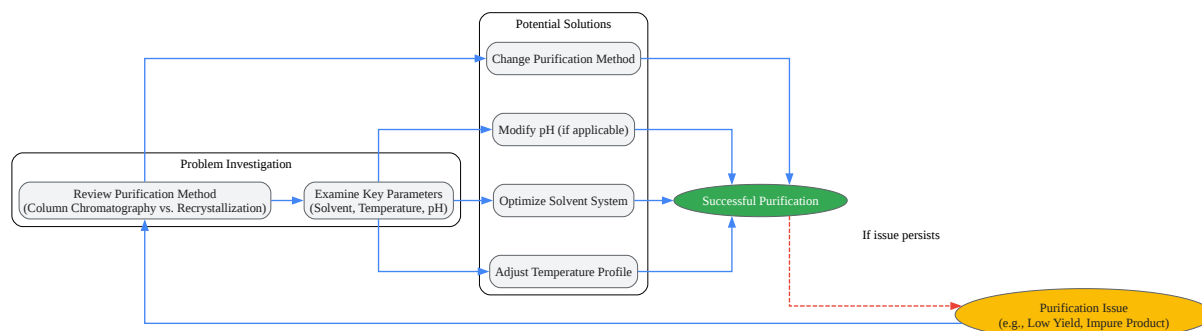 Potential Solutions
Change Purification Method
Modify pH (if applicable)
Problem Investigation
Review Purification Method
(Column Chromatography vs. Recrystallization)
Examine Key Parameters
(Solvent, Temperature, pH)
Optimize Solvent System
Successful Purification
If issue persists
Adjust Temperature Profile
Purification Issue
(e.g., Low Yield, Impure Product)